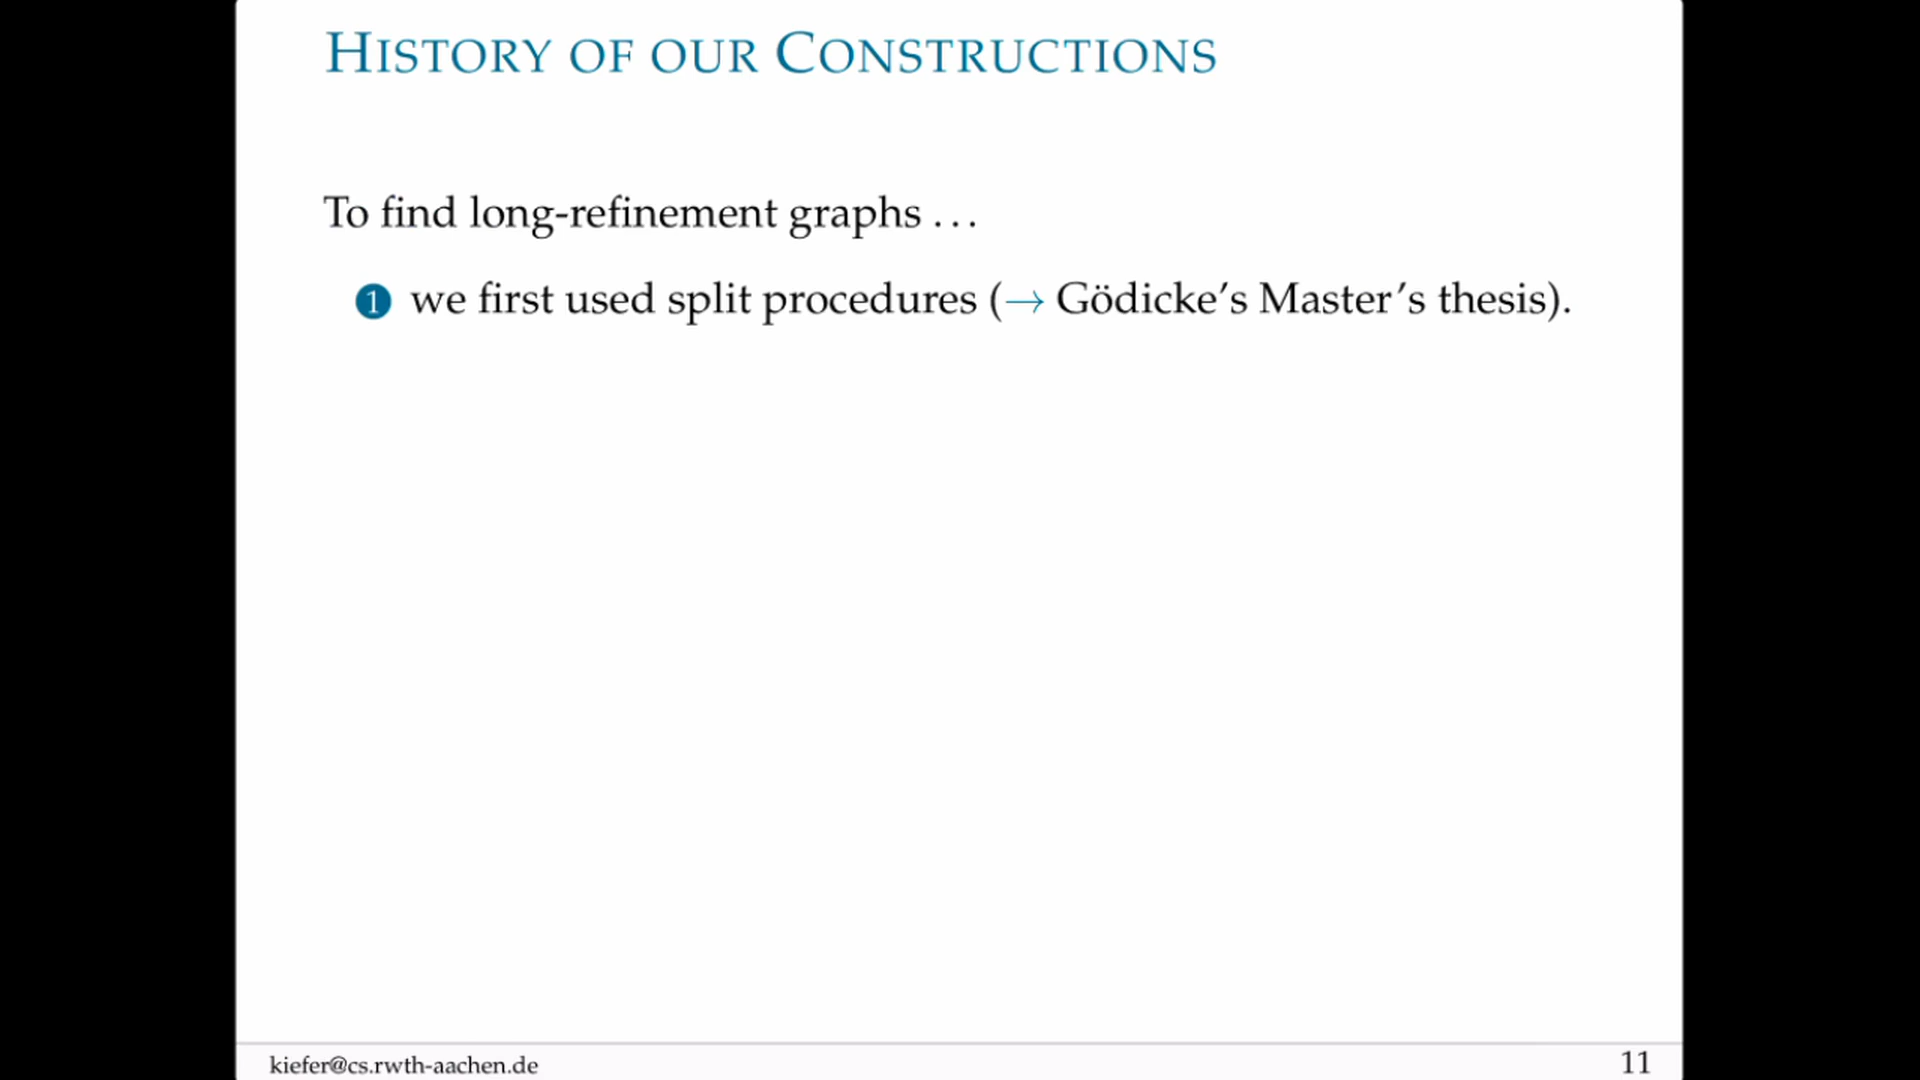 HISTORY OF OUR CONSTRUCTIONS
To find long-refinement graphs . . .
1 we first used split procedures (→ Gödicke's Master's thesis).
kiefer@cs.rwth-aachen.de
11